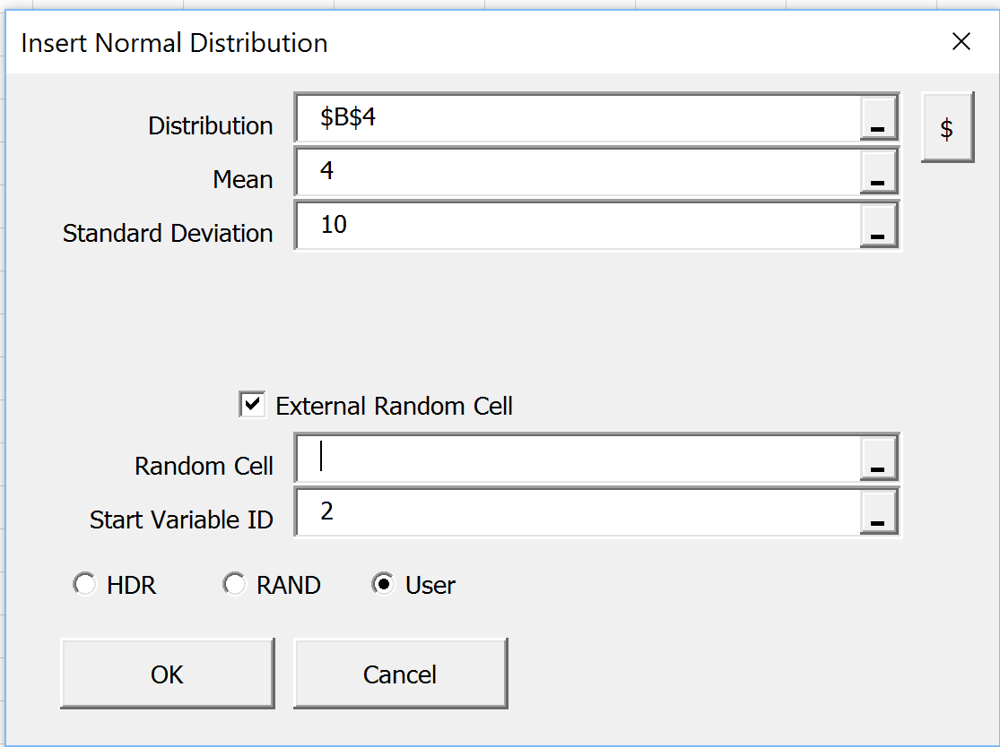 Insert Normal Distribution
Distribution $B$4 $
Mean 4
Standard Deviation 10
External Random Cell
Random Cell
Start Variable ID 2
HDR RAND User
OK Cancel